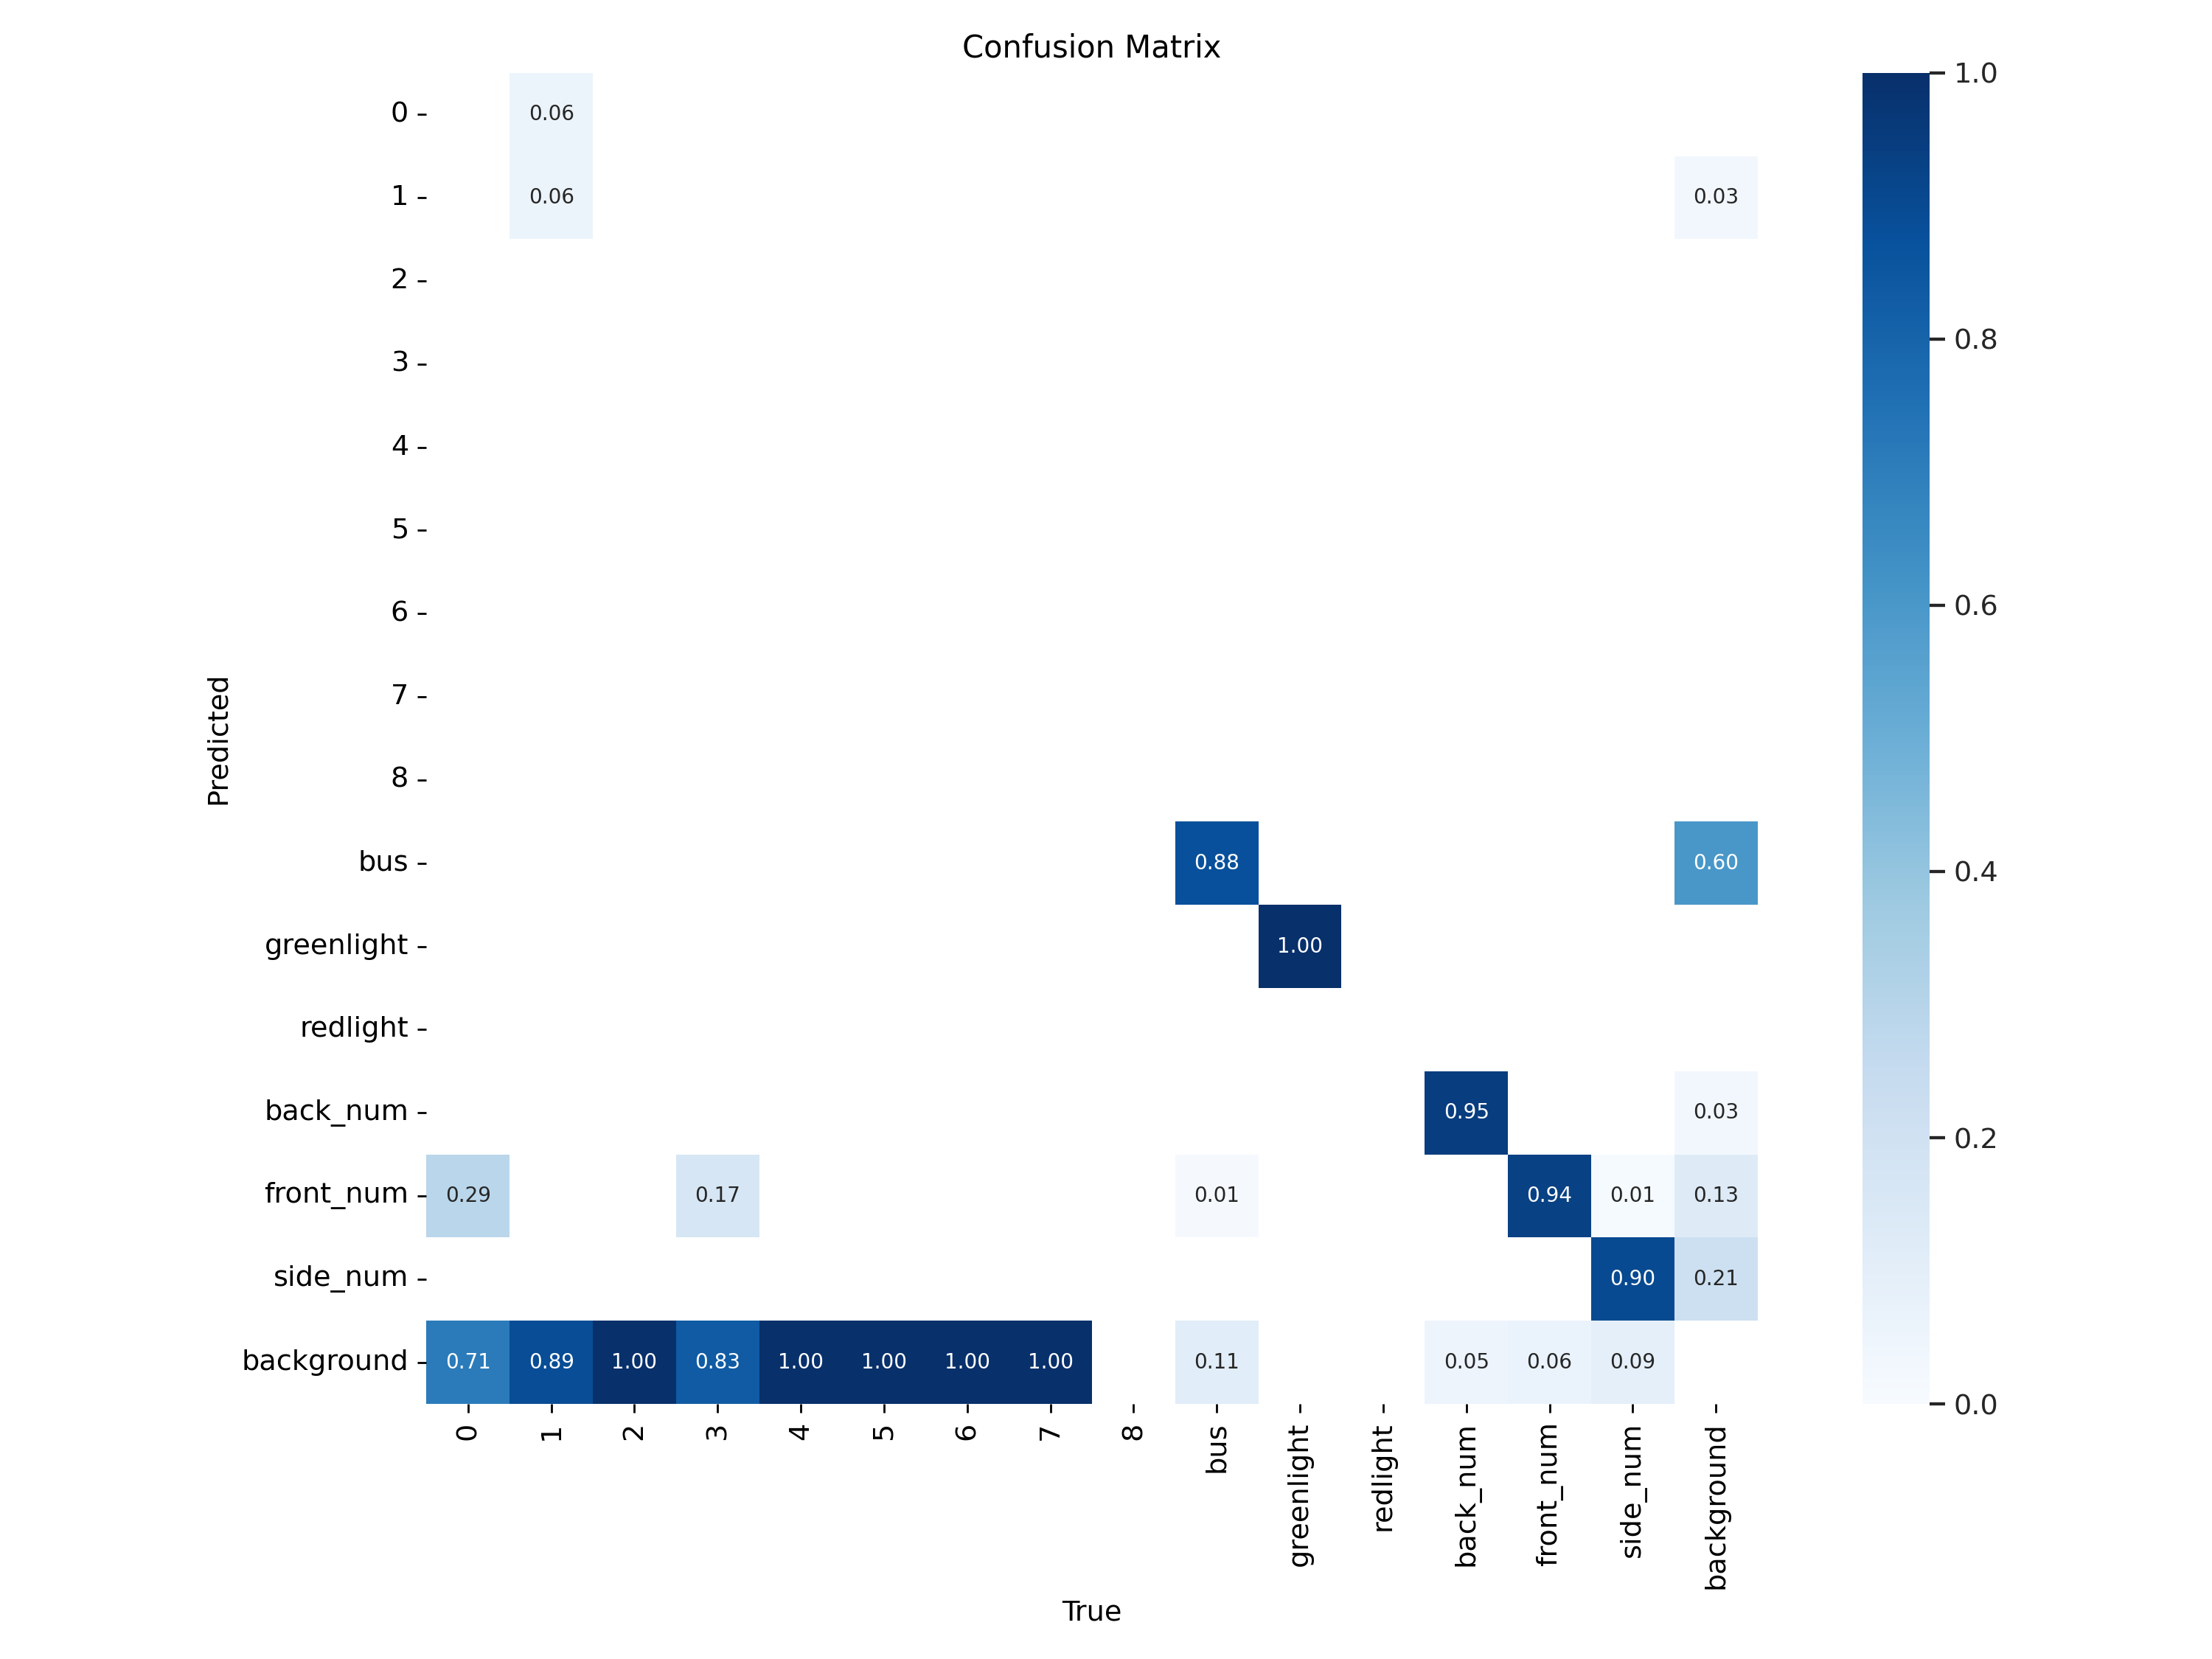 Confusion Matrix
0 0.06
1 0.06 0.03
2
3
4
5
6
7
8
bus 0.88 0.60
greenlight 1.00
redlight
back_num 0.95 0.03
front_num 0.29 0.17 0.01 0.94 0.01 0.13
side_num 0.90 0.21
background 0.71 0.89 1.00 0.83 1.00 1.00 1.00 1.00 0.11 0.05 0.06 0.09
Predicted
0 1 2 3 4 5 6 7 8 bus greenlight redlight back_num front_num side_num background
True
1.0
0.8
0.6
0.4
0.2
0.0